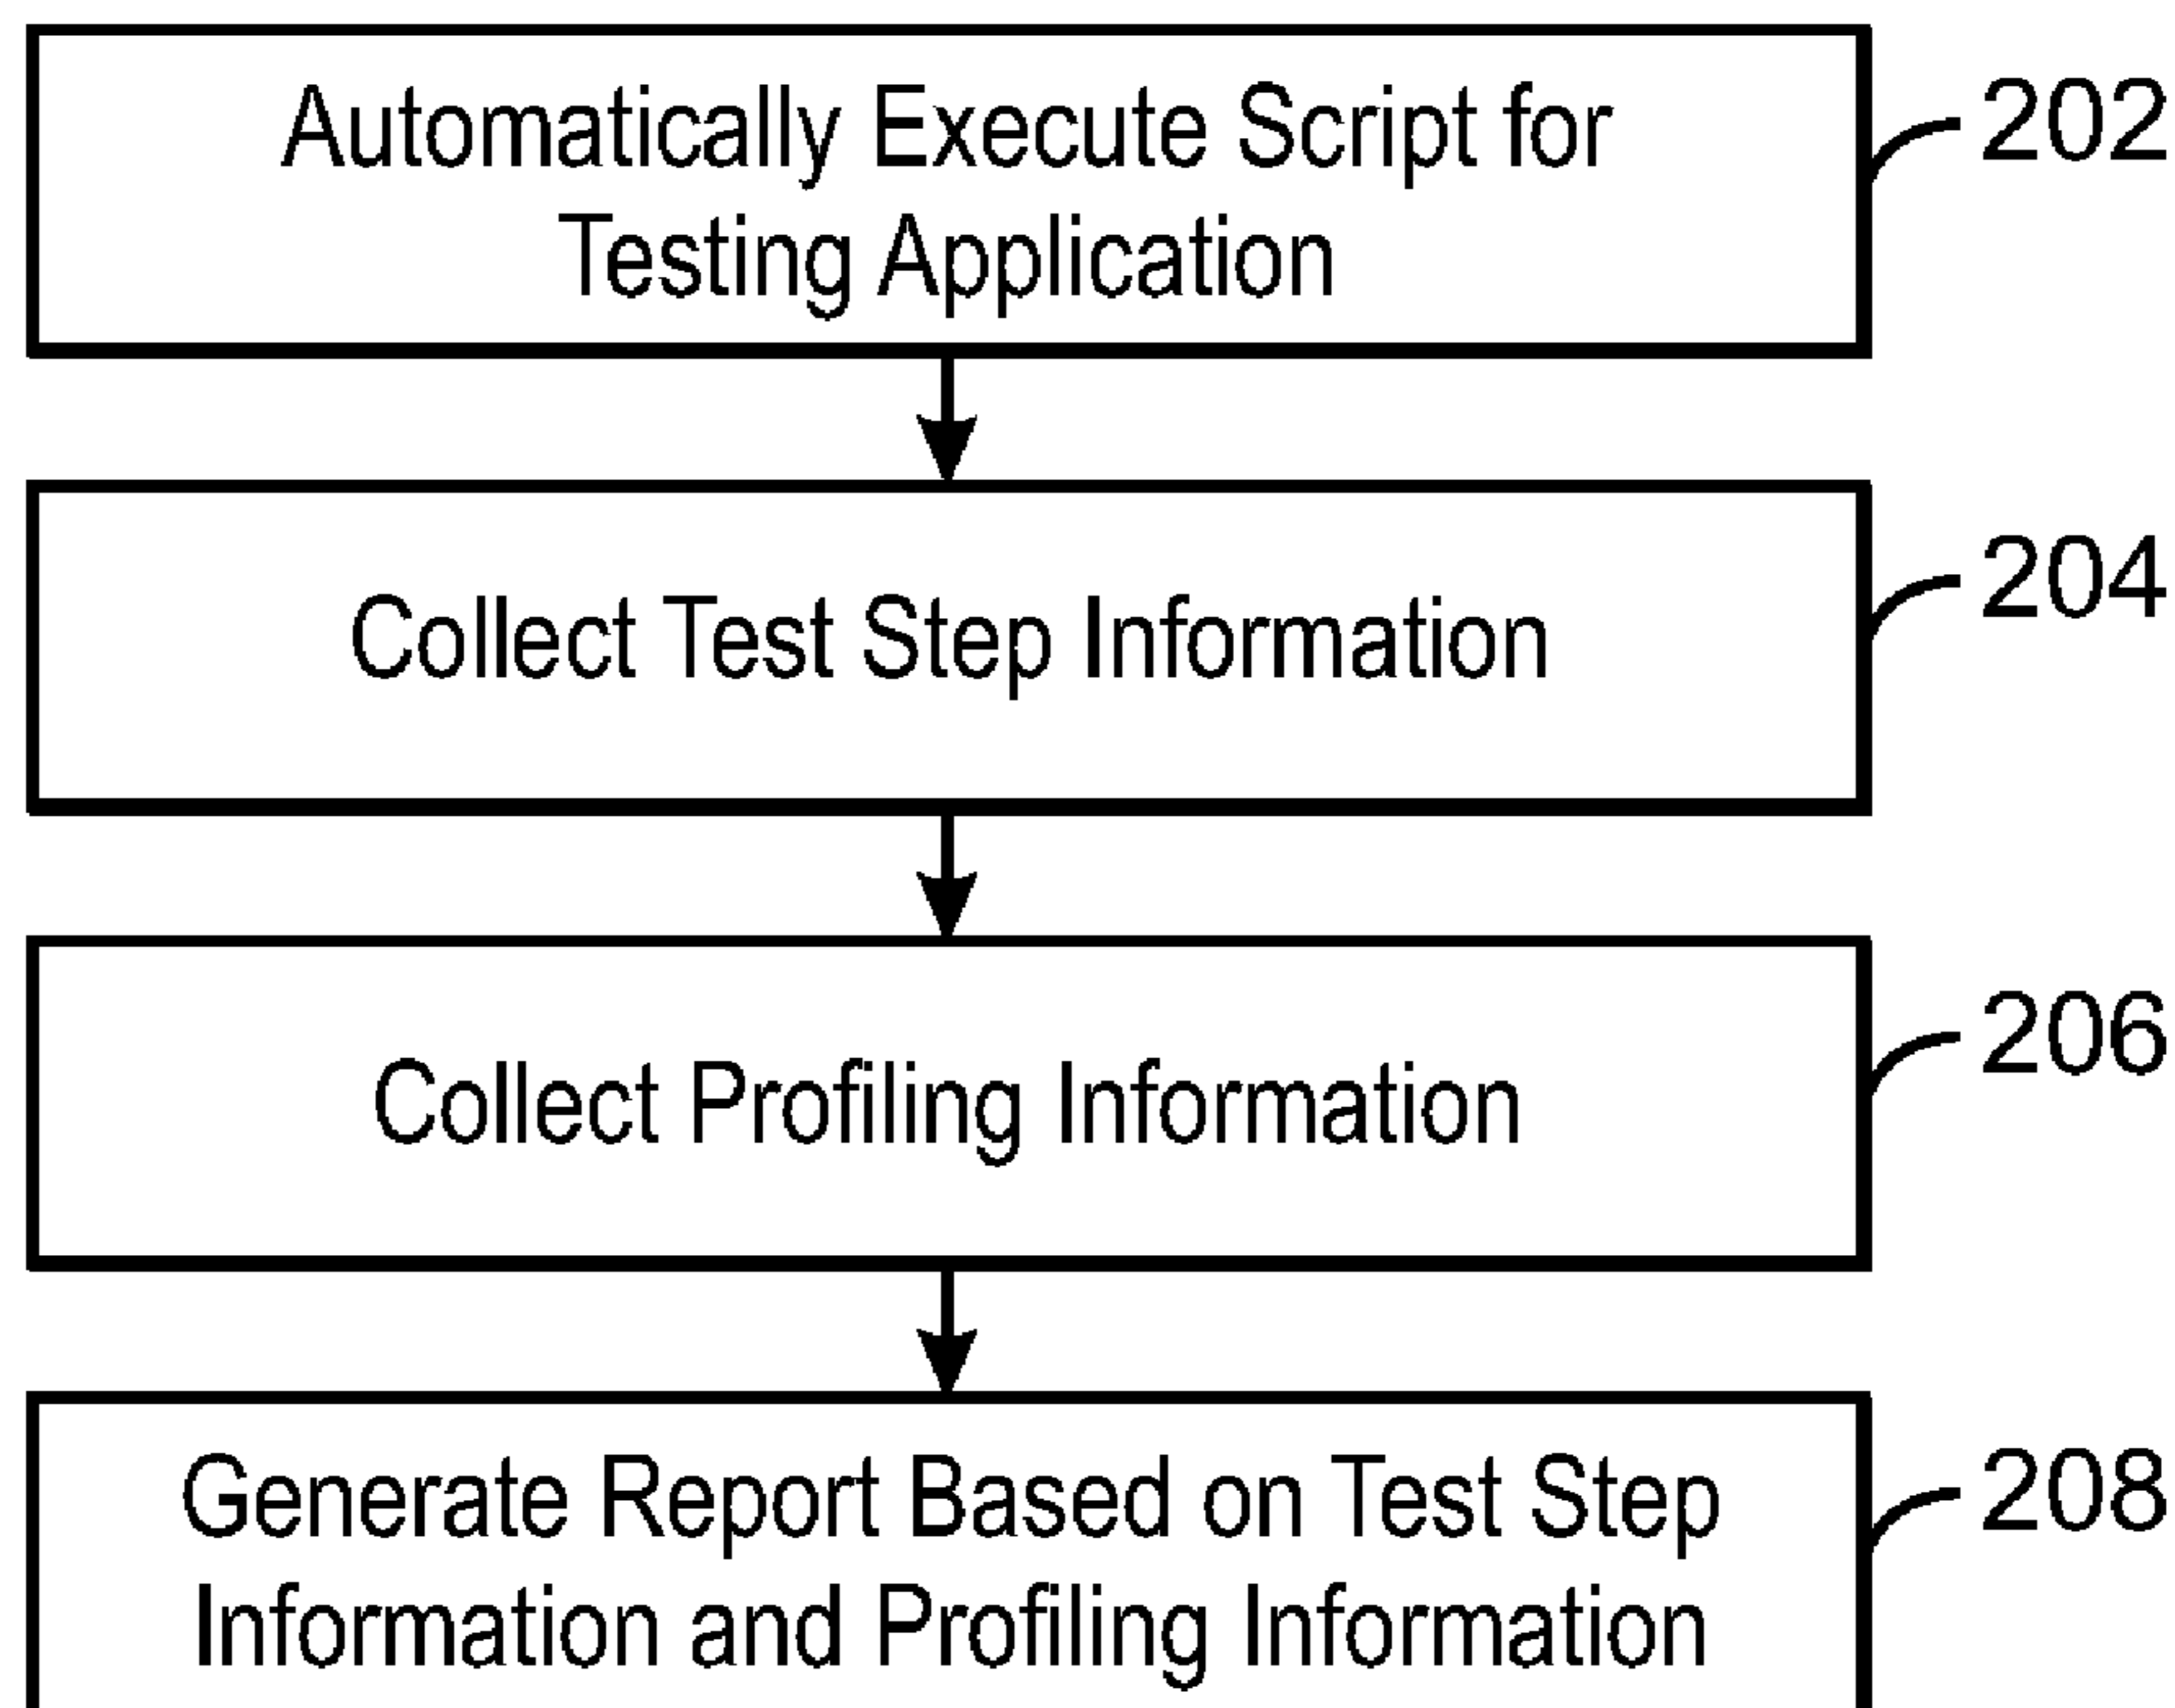 Automatically Execute Script for
Testing Application
202
Collect Test Step Information
204
Collect Profiling Information
206
Generate Report Based on Test Step
Information and Profiling Information
208